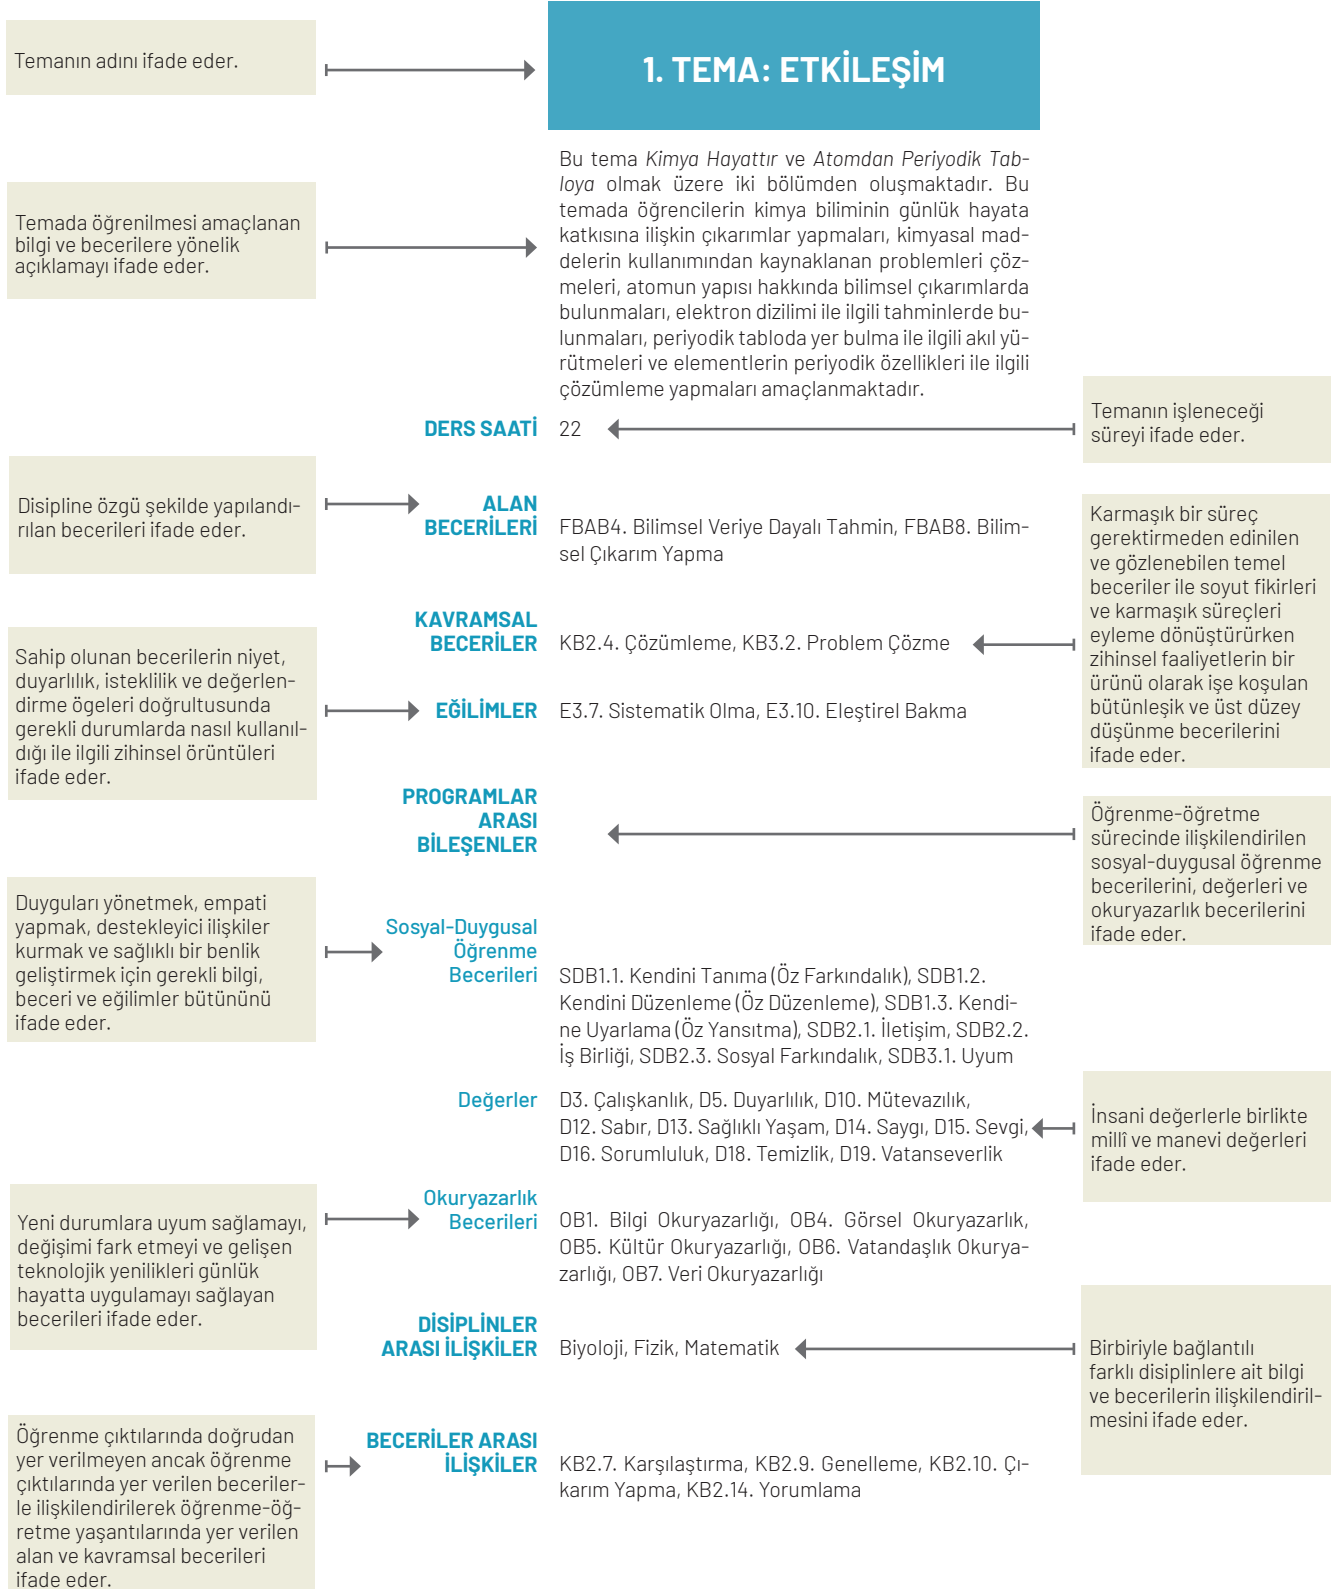 Temanın adını ifade eder.
1. TEMA: ETKİLEŞİM
Temada öğrenilmesi amaçlanan
bilgi ve becerilere yönelik
açıklamayı ifade eder.
Bu tema Kimya Hayattır ve Atomdan Periyodik Tab-
loya olmak üzere iki bölümden oluşmaktadır. Bu
temada öğrencilerin kimya biliminin günlük hayata
katkısına ilişkin çıkarımlar yapmaları, kimyasal mad-
delerin kullanımından kaynaklanan problemleri çöz-
meleri, atomun yapısı hakkında bilimsel çıkarımlarda
bulunmaları, elektron dizilimi ile ilgili tahminlerde bu-
lunmaları, periyodik tabloda yer bulma ile ilgili akıl yü-
rütmeleri ve elementlerin periyodik özellikleri ile ilgili
çözümleme yapmaları amaçlanmaktadır.
DERS SAATİ
22
Temanın işleneceği
süreyi ifade eder.
Disipline özgü şekilde yapılandı-
rılan becerileri ifade eder.
ALAN
BECERİLERİ
FBAB4. Bilimsel Veriye Dayalı Tahmin, FBAB8. Bilim-
sel Çıkarım Yapma
Karmaşık bir süreç
gerektirmeden edinilen
ve gözlenebilen temel
beceriler ile soyut fikirleri
ve karmaşık süreçleri
eyleme dönüştürürken
zihinsel faaliyetlerin bir
ürünü olarak işe koşulan
bütünleşik ve üst düzey
düşünme becerilerini
ifade eder.
KAVRAMSAL
BECERİLER
KB2.4. Çözümleme, KB3.2. Problem Çözme
Sahip olunan becerilerin niyet,
duyarlılık, isteklilik ve değerlen-
dirme ögeleri doğrultusunda
gerekli durumlarda nasıl kullanıl-
dığı ile ilgili zihinsel örüntüleri
ifade eder.
EĞİLİMLER
E3.7. Sistematik Olma, E3.10. Eleştirel Bakma
PROGRAMLAR
ARASI
BİLEŞENLER
Öğrenme-öğretme
sürecinde ilişkilendirilen
sosyal-duygusal öğrenme
becerilerini, değerleri ve
okuryazarlık becerilerini
ifade eder.
Duyguları yönetmek, empati
yapmak, destekleyici ilişkiler
kurmak ve sağlıklı bir benlik
geliştirmek için gerekli bilgi,
beceri ve eğilimler bütününü
ifade eder.
Sosyal-Duygusal
Öğrenme
Becerileri
SDB1.1. Kendini Tanıma (Öz Farkındalık), SDB1.2.
Kendini Düzenleme (Öz Düzenleme), SDB1.3. Kendi-
ne Uyarlama (Öz Yansıtma), SDB2.1. İletişim, SDB2.2.
İş Birliği, SDB2.3. Sosyal Farkındalık, SDB3.1. Uyum
Değerler
D3. Çalışkanlık, D5. Duyarlılık, D10. Mütevazılık,
D12. Sabır, D13. Sağlıklı Yaşam, D14. Saygı, D15. Sevgi,
D16. Sorumluluk, D18. Temizlik, D19. Vatanseverlik
İnsani değerlerle birlikte
millî ve manevi değerleri
ifade eder.
Yeni durumlara uyum sağlamayı,
değişimi fark etmeyi ve gelişen
teknolojik yenilikleri günlük
hayatta uygulamayı sağlayan
becerileri ifade eder.
Okuryazarlık
Becerileri
OB1. Bilgi Okuryazarlığı, OB4. Görsel Okuryazarlık,
OB5. Kültür Okuryazarlığı, OB6. Vatandaşlık Okurya-
zarlığı, OB7. Veri Okuryazarlığı
DİSİPLİNLER
ARASI İLİŞKİLER
Biyoloji, Fizik, Matematik
Birbiriyle bağlantılı
farklı disiplinlere ait bilgi
ve becerilerin ilişkilendiril-
mesini ifade eder.
Öğrenme çıktılarında doğrudan
yer verilmeyen ancak öğrenme
çıktılarında yer verilen beceriler-
le ilişkilendirilerek öğrenme-öğ-
retme yaşantılarında yer verilen
alan ve kavramsal becerileri
ifade eder.
BECERİLER ARASI
İLİŞKİLER
KB2.7. Karşılaştırma, KB2.9. Genelleme, KB2.10. Çı-
karım Yapma, KB2.14. Yorumlama